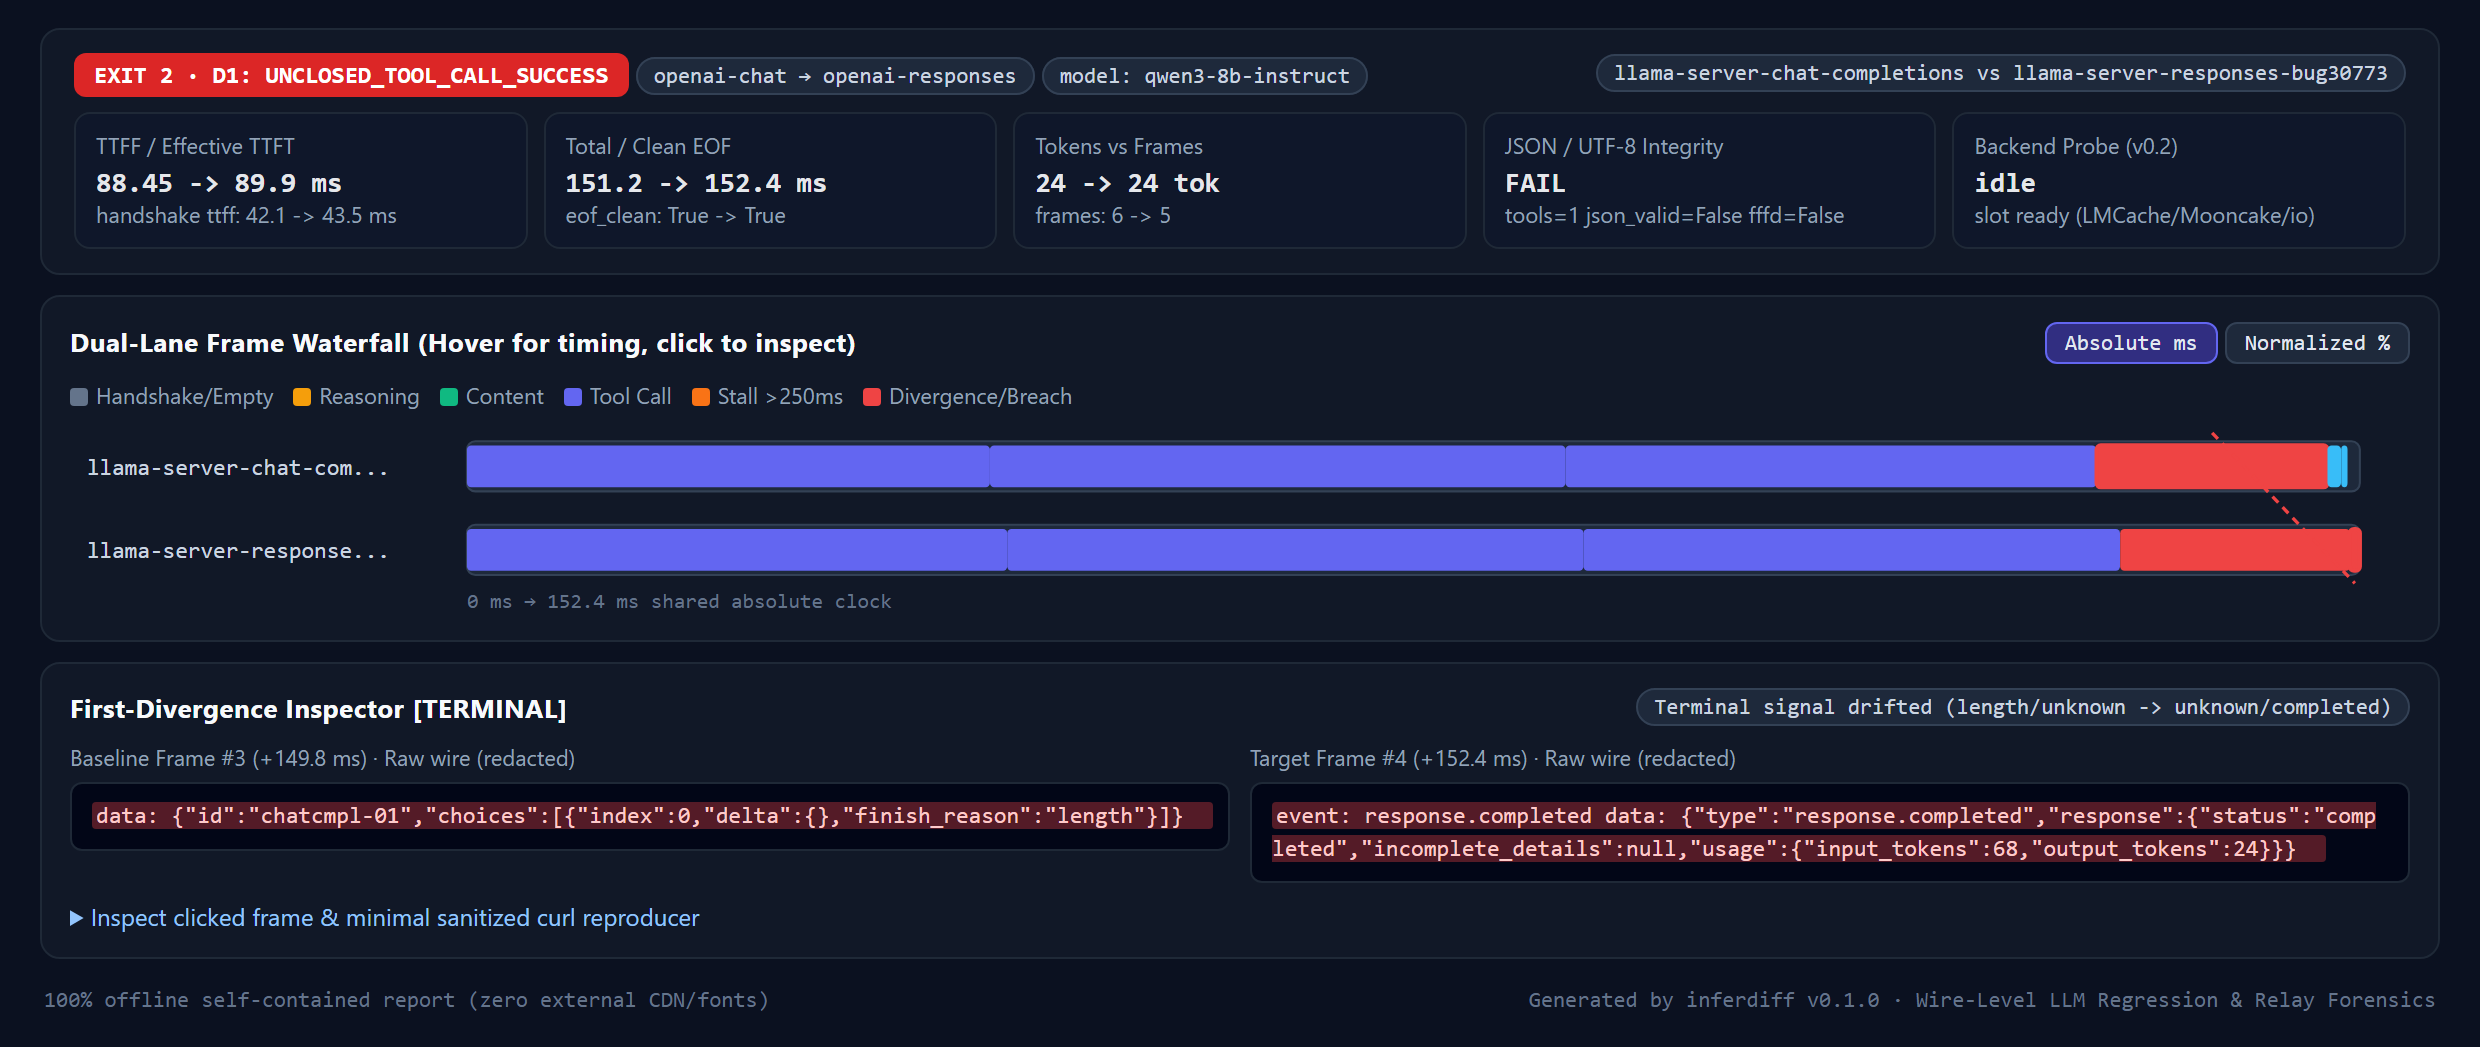 EXIT 2 · D1: UNCLOSED_TOOL_CALL_SUCCESS
openai-chat → openai-responses
model: qwen3-8b-instruct
llama-server-chat-completions vs llama-server-responses-bug30773
TTFF / Effective TTFT
88.45 -> 89.9 ms
handshake ttff: 42.1 -> 43.5 ms
Total / Clean EOF
151.2 -> 152.4 ms
eof_clean: True -> True
Tokens vs Frames
24 -> 24 tok
frames: 6 -> 5
JSON / UTF-8 Integrity
FAIL
tools=1 json_valid=False fffd=False
Backend Probe (v0.2)
idle
slot ready (LMCache/Mooncake/io)
Dual-Lane Frame Waterfall (Hover for timing, click to inspect)
Absolute ms
Normalized %
Handshake/Empty
Reasoning
Content
Tool Call
Stall >250ms
Divergence/Breach
llama-server-chat-com...
llama-server-response...
0 ms → 152.4 ms shared absolute clock
First-Divergence Inspector [TERMINAL]
Terminal signal drifted (length/unknown -> unknown/completed)
Baseline Frame #3 (+149.8 ms) · Raw wire (redacted)
data: {"id":"chatcmpl-01","choices":[{"index":0,"delta":{},"finish_reason":"length"}]}
Target Frame #4 (+152.4 ms) · Raw wire (redacted)
event: response.completed data: {"type":"response.completed","response":{"status":"comp
leted","incomplete_details":null,"usage":{"input_tokens":68,"output_tokens":24}}}
▶ Inspect clicked frame & minimal sanitized curl reproducer
100% offline self-contained report (zero external CDN/fonts)
Generated by inferdiff v0.1.0 · Wire-Level LLM Regression & Relay Forensics